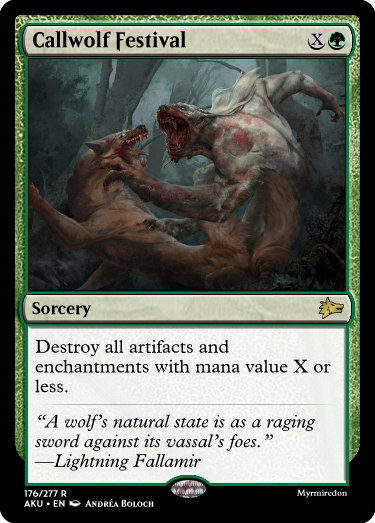 Callwolf Festival X
Sorcery
Destroy all artifacts and
enchantments with mana value X or
less.
“A wolf’s natural state is as a raging
sword against its vassal’s foes.”
—Lightning Fallamir
176/277 R
AKU • EN Andréa Boloch
Myrmiredon